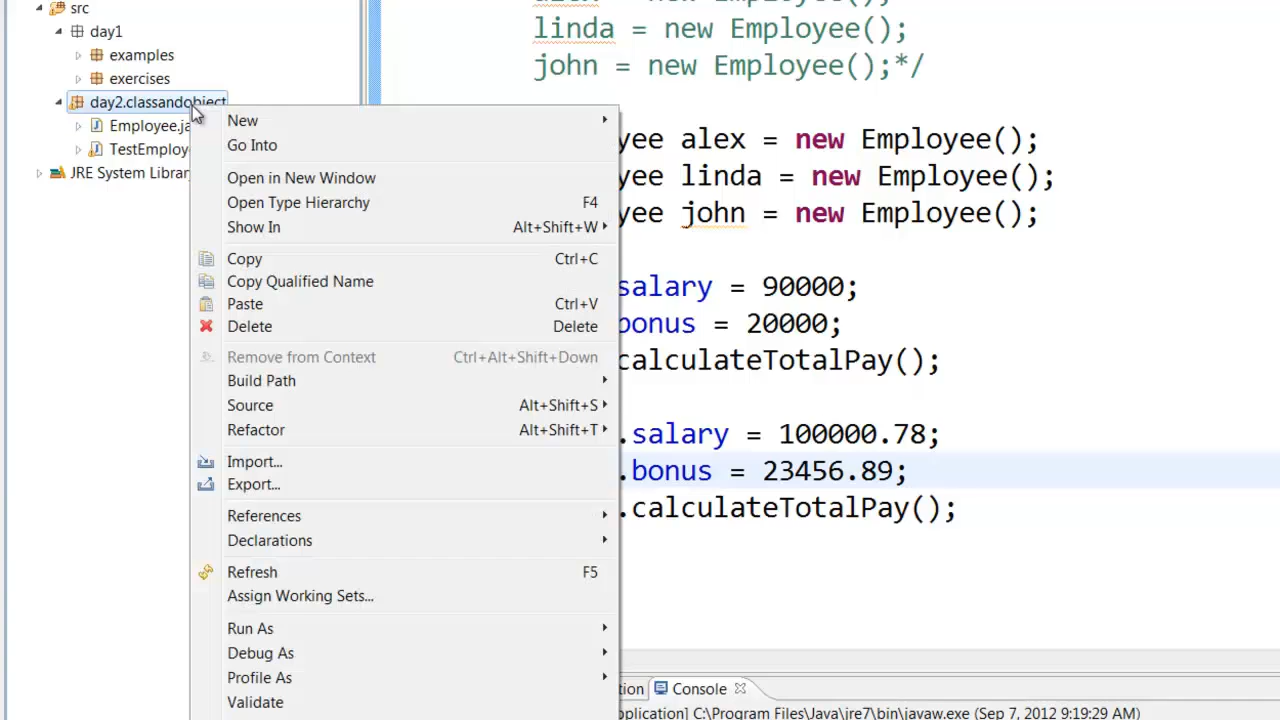 src
day1
examples
exercises
day2.classandobject
Employee.ja
TestEmploy
JRE System Librar
New
Go Into
Open in New Window
Open Type Hierarchy F4
Show In Alt+Shift+W
Copy Ctrl+C
Copy Qualified Name
Paste Ctrl+V
Delete Delete
Remove from Context Ctrl+Alt+Shift+Down
Build Path
Source Alt+Shift+S
Refactor Alt+Shift+T
Import...
Export...
References
Declarations
Refresh F5
Assign Working Sets...
Run As
Debug As
Profile As
Validate
alex = new Employee();
linda = new Employee();
john = new Employee();*/
yee alex = new Employee();
yee linda = new Employee();
yee john = new Employee();
salary = 90000;
bonus = 20000;
calculateTotalPay();
.salary = 100000.78;
.bonus = 23456.89;
.calculateTotalPay();
tion Console
pplication] C:\Program Files\Java\jre7\bin\javaw.exe (Sep 7, 2012 9:19:29 AM)